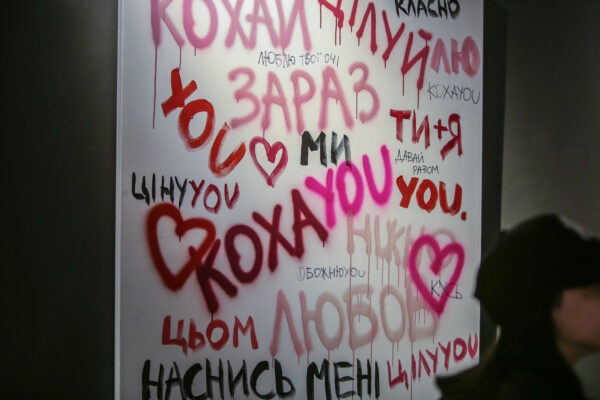 КОХАЙ ЦІЛУЙ КЛАСНО
ЛЮБЛЮ ТВОЇ ОЧІ
ЛЮ
ЗАРАЗ
КОХАYOU
YOU
ТИ+Я
МИ
ДАВАЙ
РАЗОМ
ЦІНУYOU
YOU.
КОХАYOU
НІЖНО
ОБОЖНЮYOU
КУСЬ
ЛЮБОВ
ЦЬОМ
ЦІЛУYOU
НАСНИСЬ МЕНІ